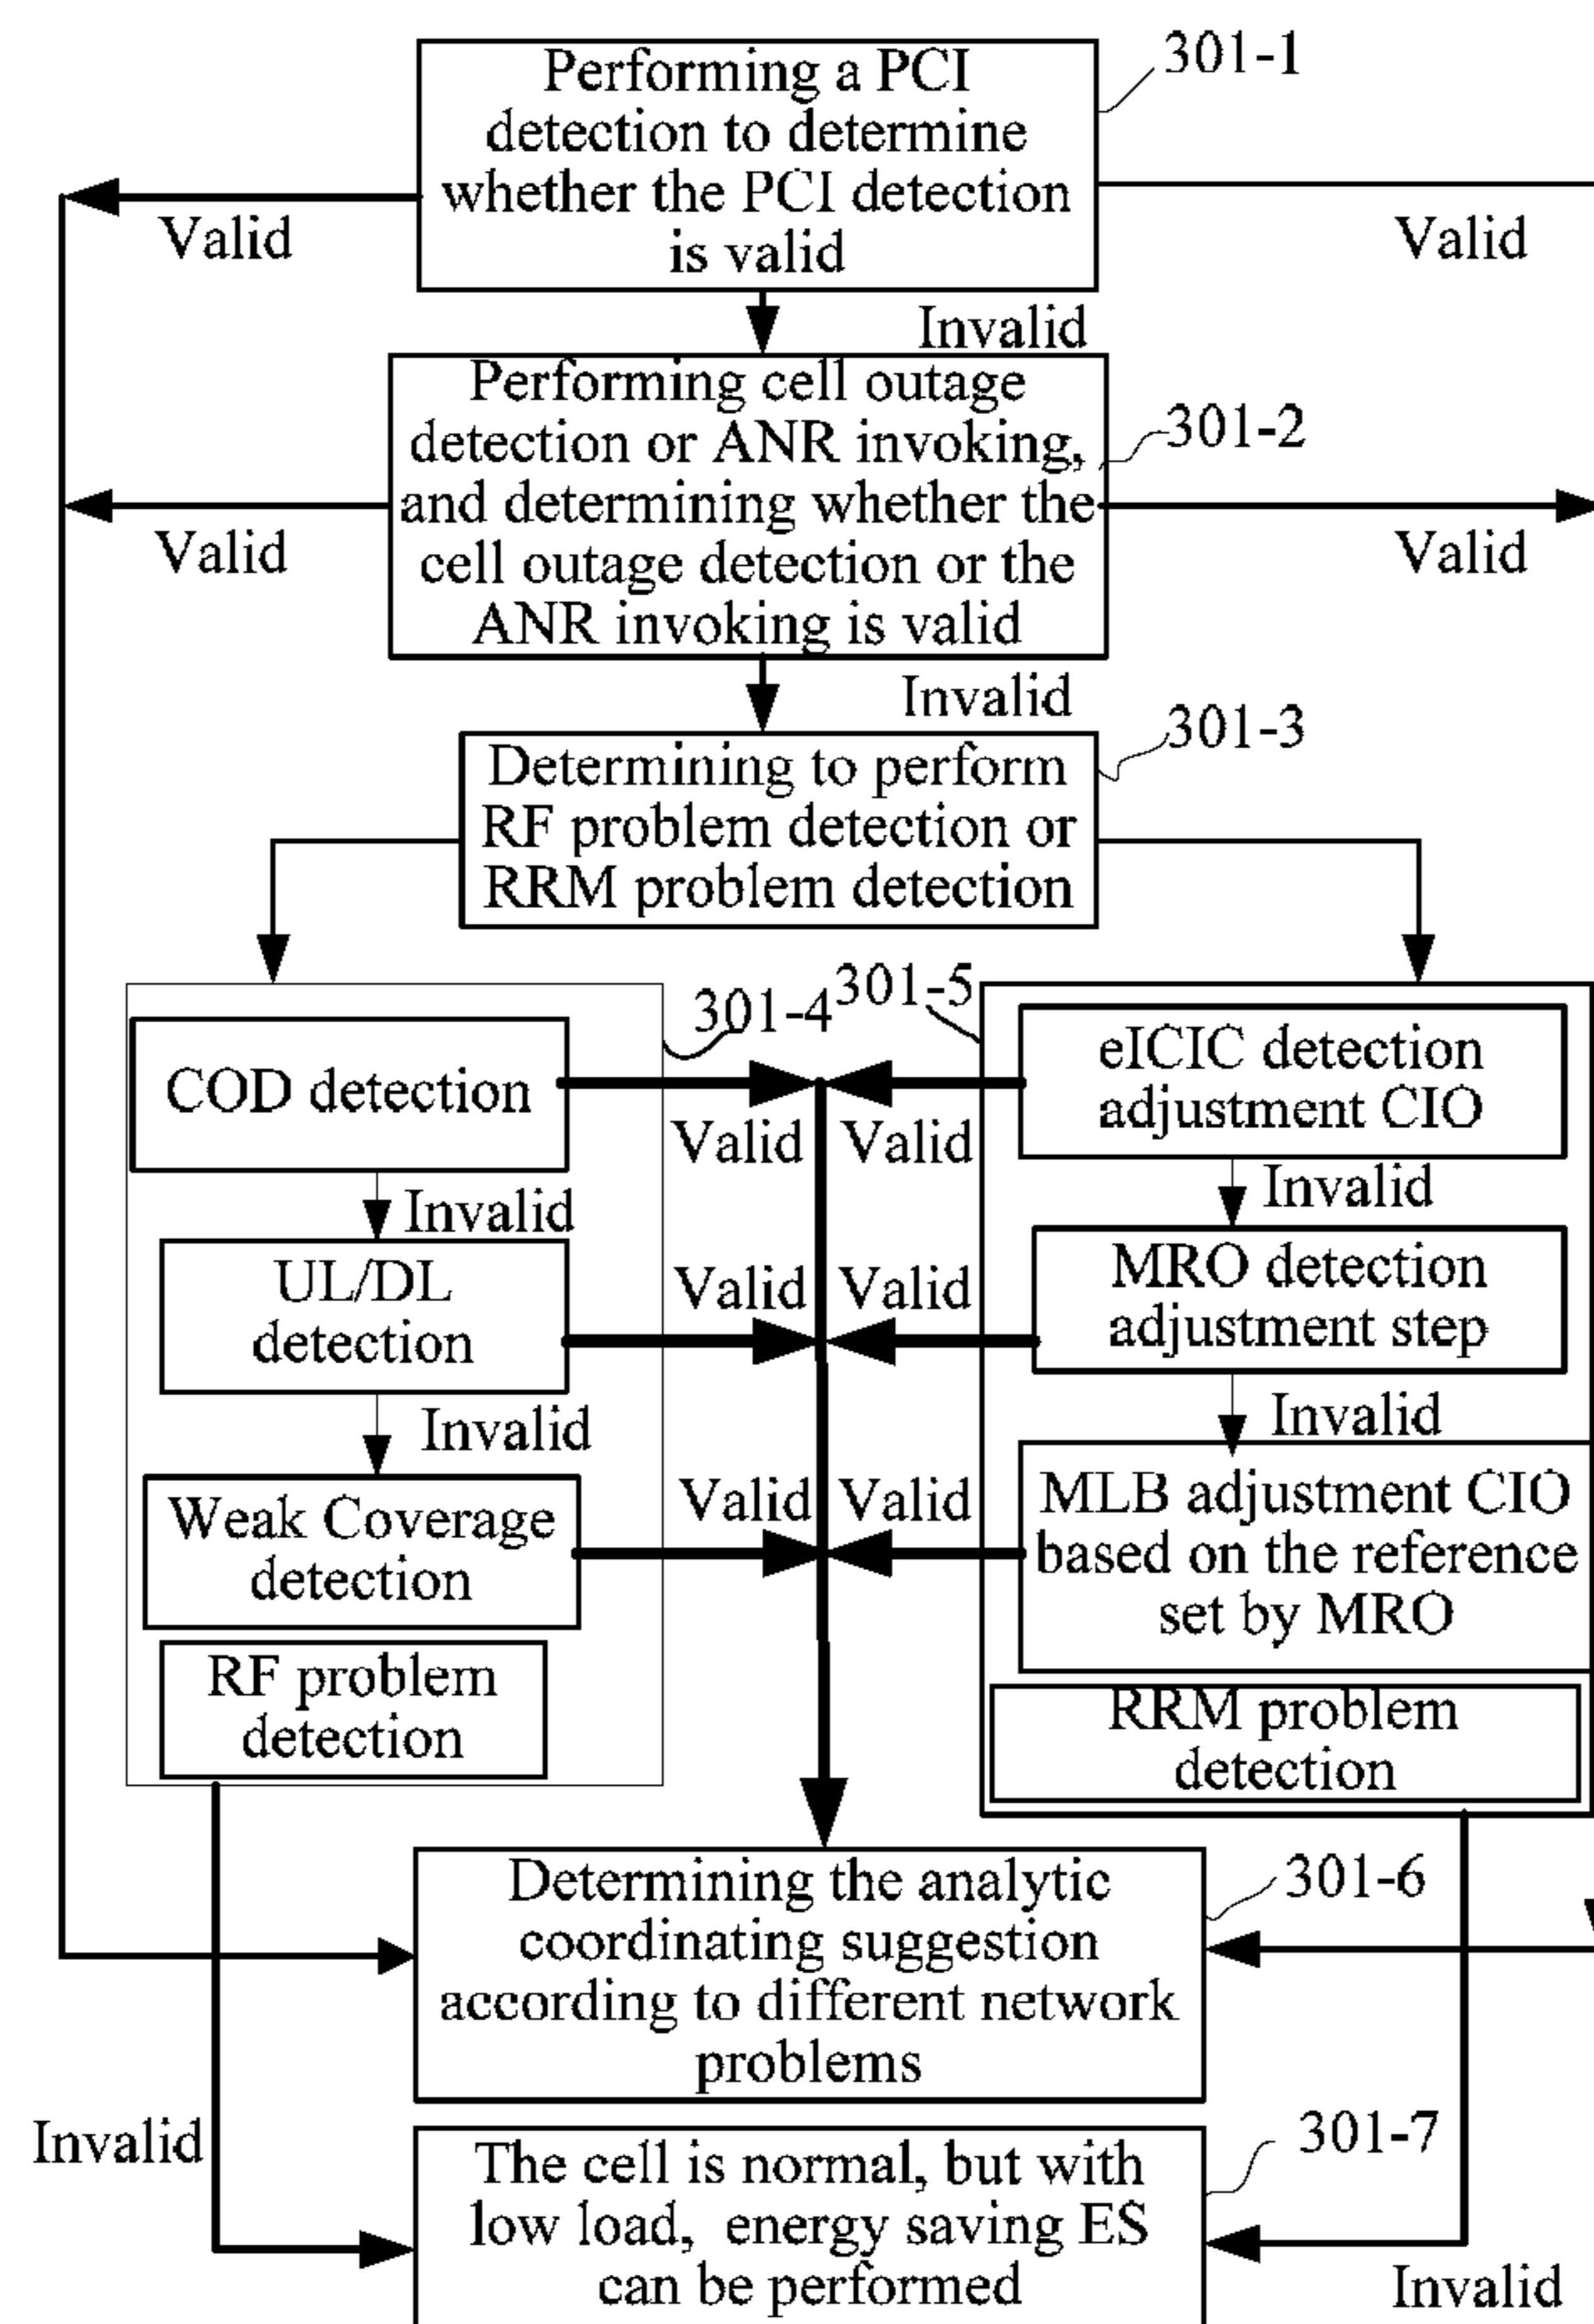 Performing a PCI
detection to determine
whether the PCI detection
is valid
301-1
Valid
Valid
Invalid
Performing cell outage
detection or ANR invoking,
and determining whether the
cell outage detection or the
ANR invoking is valid
301-2
Valid
Valid
Invalid
Determining to perform
RF problem detection or
RRM problem detection
301-3
301-4
301-5
COD detection
Valid
Valid
eICIC detection
adjustment CIO
Invalid
Invalid
UL/DL
detection
Valid
Valid
MRO detection
adjustment step
Invalid
Invalid
Weak Coverage
detection
Valid
Valid
MLB adjustment CIO
based on the reference
set by MRO
RF problem
detection
RRM problem
detection
Determining the analytic
coordinating suggestion
according to different network
problems
301-6
Invalid
The cell is normal, but with
low load, energy saving ES
can be performed
301-7
Invalid